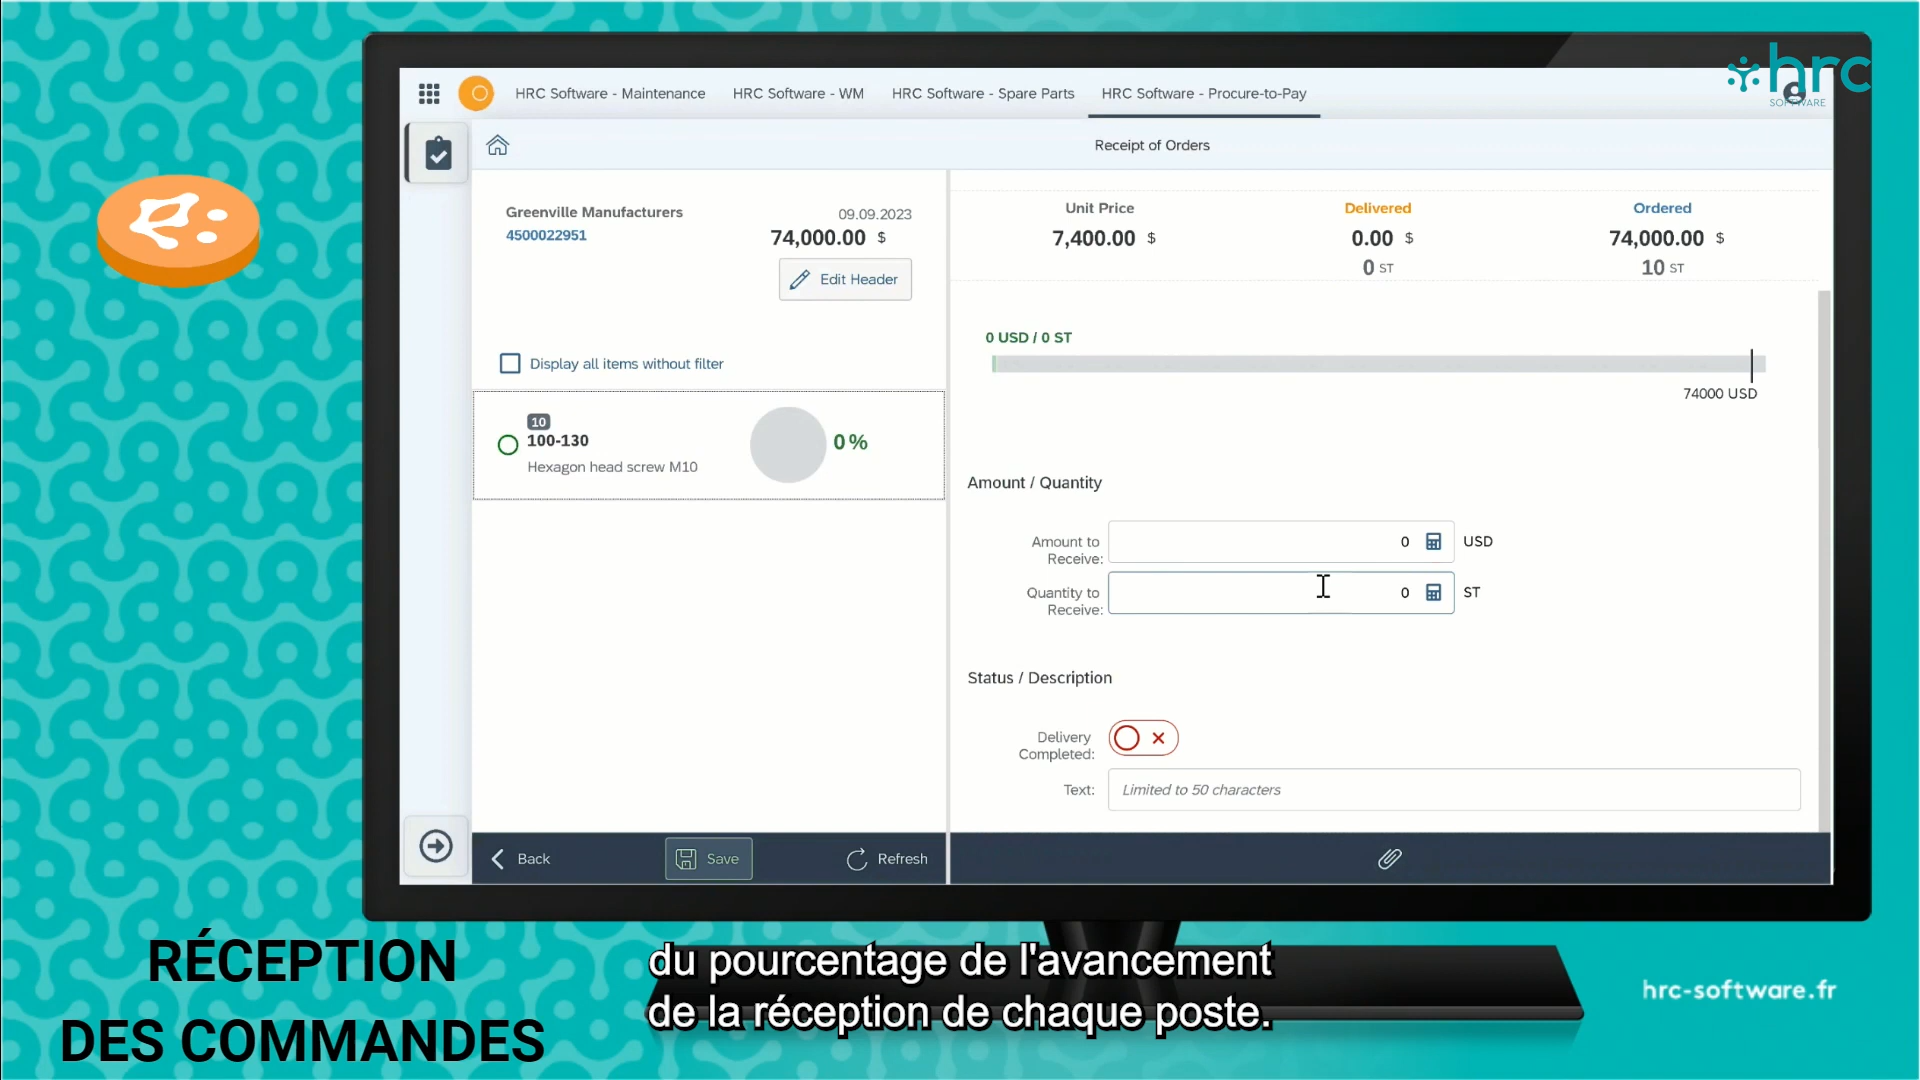 hrc
SOFTWARE
HRC Software - Maintenance
HRC Software - WM
HRC Software - Spare Parts
HRC Software - Procure-to-Pay
Receipt of Orders
Greenville Manufacturers
09.09.2023
4500022951
74,000.00 $
Edit Header
Display all items without filter
10
100-130
Hexagon head screw M10
0 %
Unit Price
Delivered
Ordered
7,400.00 $
0.00 $
74,000.00 $
0 ST
10 ST
0 USD / 0 ST
74000 USD
Amount / Quantity
Amount to
Receive:
0
USD
Quantity to
Receive:
0
ST
Status / Description
Delivery
Completed:
Text:
Limited to 50 characters
Back
Save
Refresh
RÉCEPTION
DES COMMANDES
du pourcentage de l'avancement
de la réception de chaque poste.
hrc-software.fr